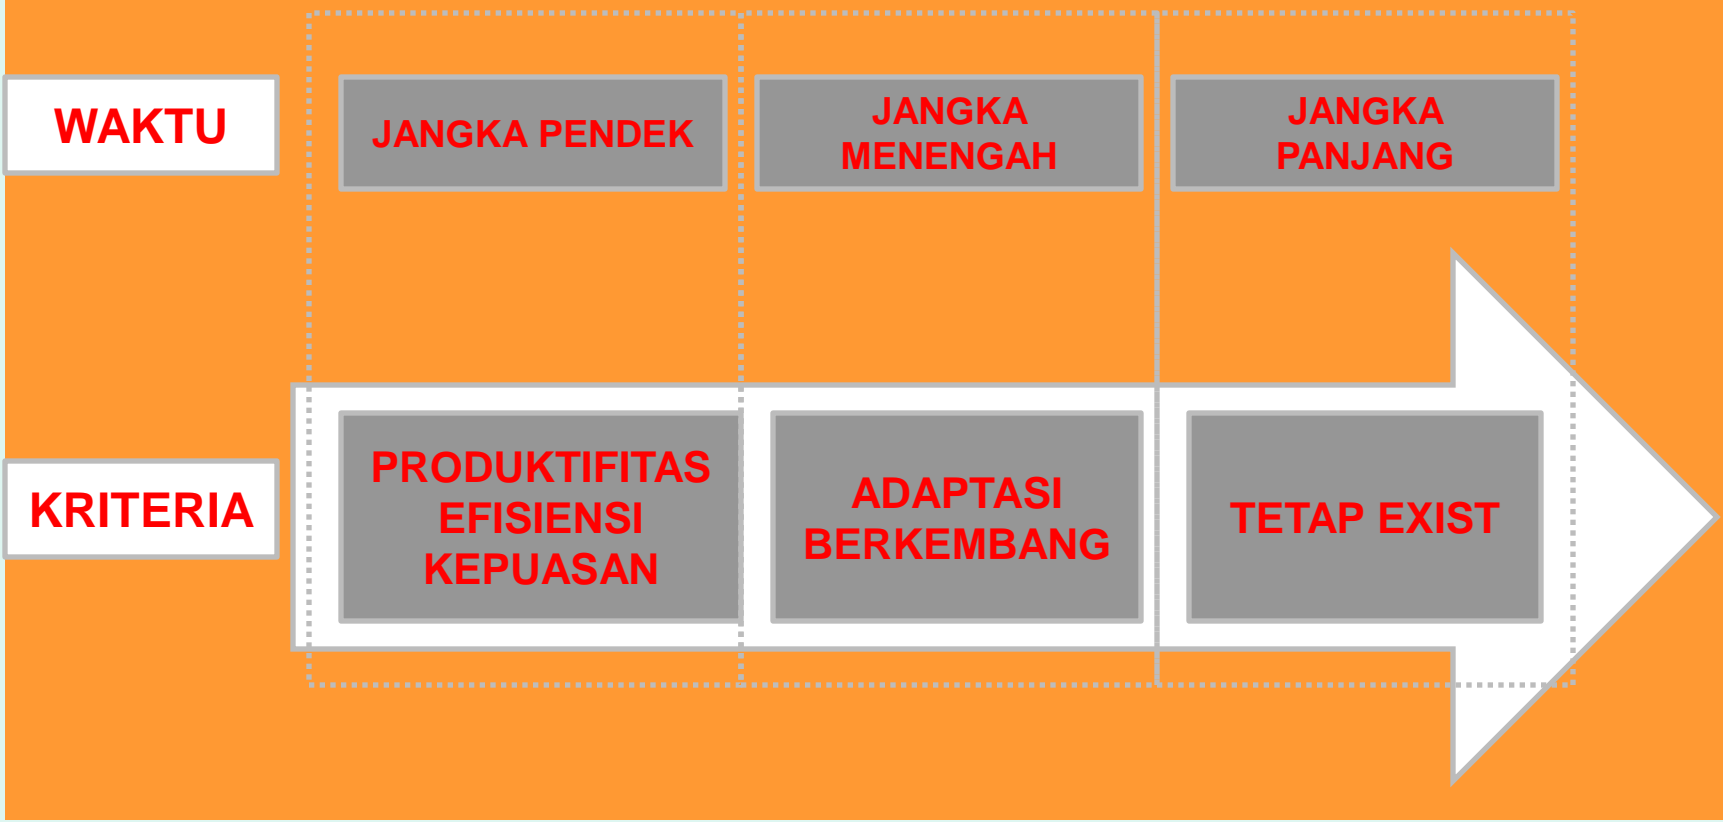 WAKTU
JANGKA PENDEK
JANGKA
MENENGAH
JANGKA
PANJANG
KRITERIA
PRODUKTIFITAS
EFISIENSI
KEPUASAN
ADAPTASI
BERKEMBANG
TETAP EXIST